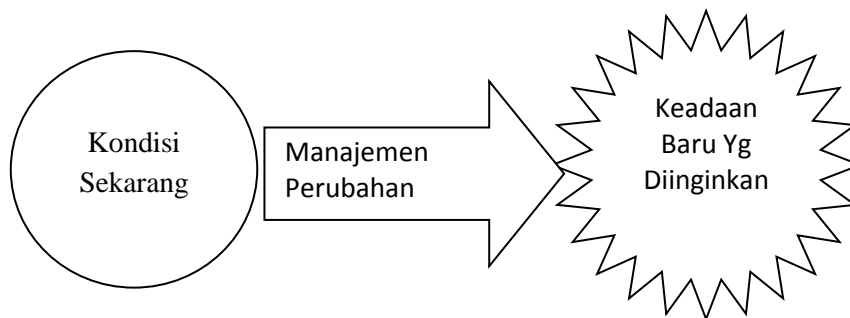 Kondisi
Sekarang
Manajemen
Perubahan
Keadaan
Baru Yg
Diinginkan